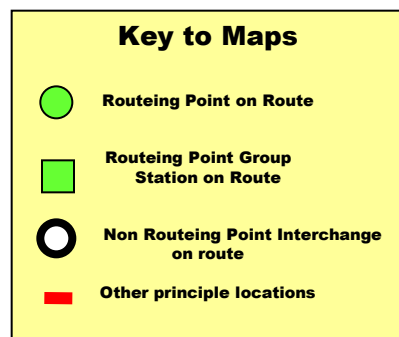 Key to Maps
Routeing Point on Route
Routeing Point Group
Station on Route
Non Routeing Point Interchange
on route
Other principle locations